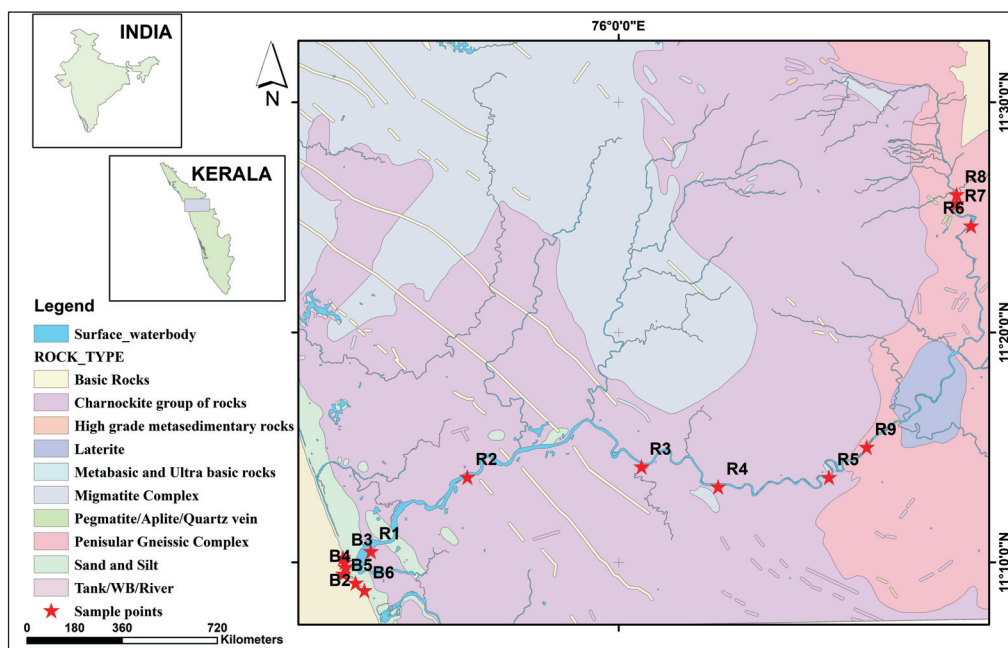 INDIA
KERALA
N
76°0'0"E
11°30'0"N
11°20'0"N
11°10'0"N
R8
R7
R6
R9
R5
R4
R3
R2
R1
B3
B4
B5
B6
B2
Legend
Surface_waterbody
ROCK_TYPE
Basic Rocks
Charnockite group of rocks
High grade metasedimentary rocks
Laterite
Metabasic and Ultra basic rocks
Migmatite Complex
Pegmatite/Aplite/Quartz vein
Penisular Gneissic Complex
Sand and Silt
Tank/WB/River
Sample points
0 180 360 720
Kilometers